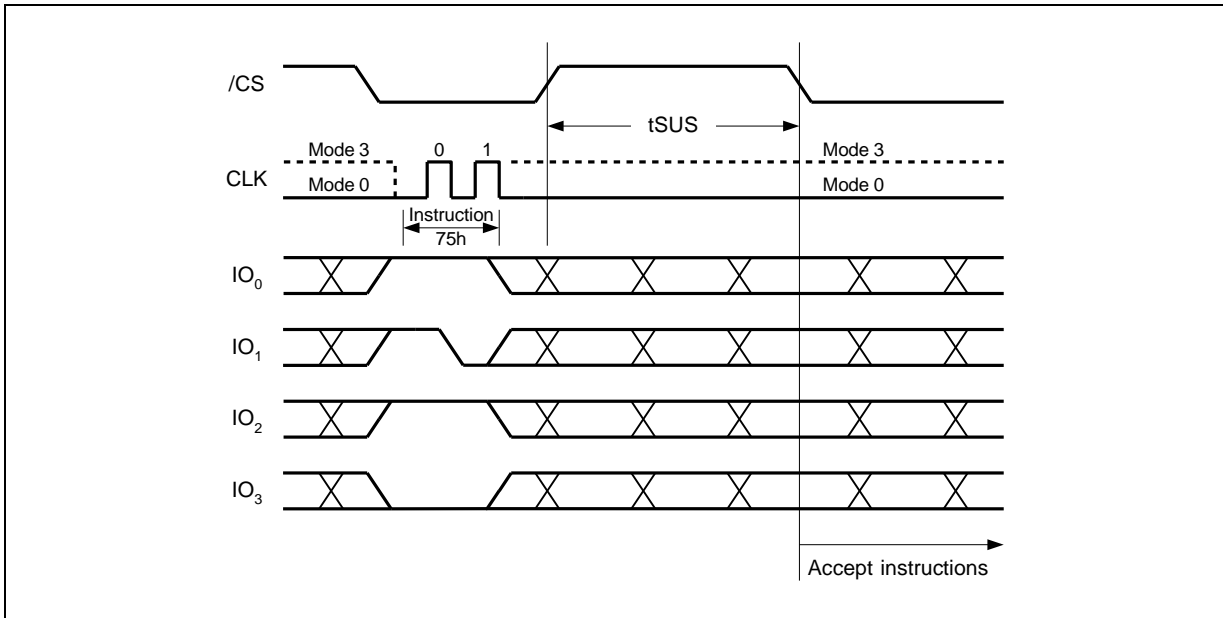 /CS
tSUS
Mode 3 0 1 Mode 3
CLK
Mode 0 Mode 0
Instruction
75h
IO0
IO1
IO2
IO3
Accept instructions